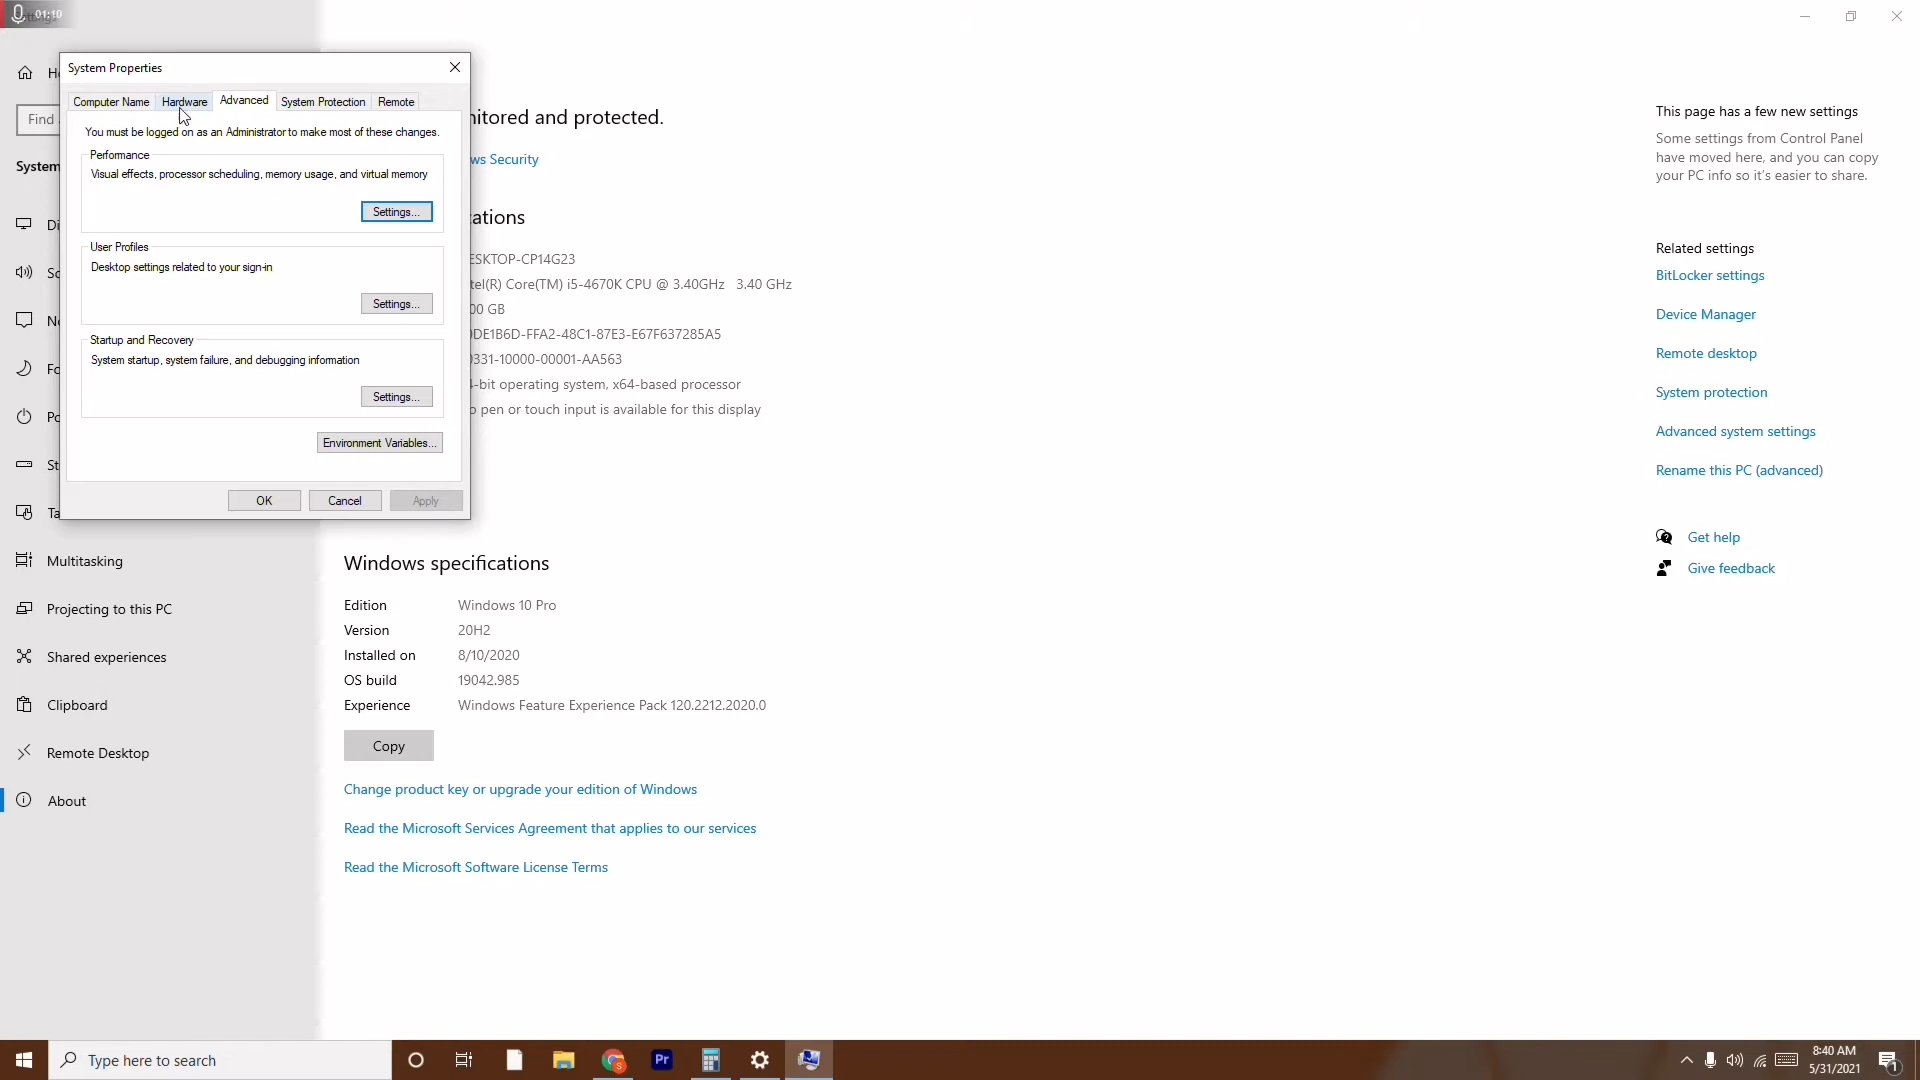 01:10
System Properties
Computer Name Hardware Advanced System Protection Remote
You must be logged on as an Administrator to make most of these changes.
Performance
Visual effects, processor scheduling, memory usage, and virtual memory
Settings...
User Profiles
Desktop settings related to your sign-in
Settings...
Startup and Recovery
System startup, system failure, and debugging information
Settings...
Environment Variables...
OK Cancel Apply
Find
System
Multitasking
Projecting to this PC
Shared experiences
Clipboard
Remote Desktop
About
itored and protected.
ws Security
ations
ESKTOP-CP14G23
tel(R) Core(TM) i5-4670K CPU @ 3.40GHz 3.40 GHz
00 GB
DE1B6D-FFA2-48C1-87E3-E67F637285A5
0331-10000-00001-AA563
-bit operating system, x64-based processor
pen or touch input is available for this display
Windows specifications
Edition Windows 10 Pro
Version 20H2
Installed on 8/10/2020
OS build 19042.985
Experience Windows Feature Experience Pack 120.2212.2020.0
Copy
Change product key or upgrade your edition of Windows
Read the Microsoft Services Agreement that applies to our services
Read the Microsoft Software License Terms
This page has a few new settings
Some settings from Control Panel
have moved here, and you can copy
your PC info so it's easier to share.
Related settings
BitLocker settings
Device Manager
Remote desktop
System protection
Advanced system settings
Rename this PC (advanced)
Get help
Give feedback
Type here to search
Pr
8:40 AM
5/31/2021
1